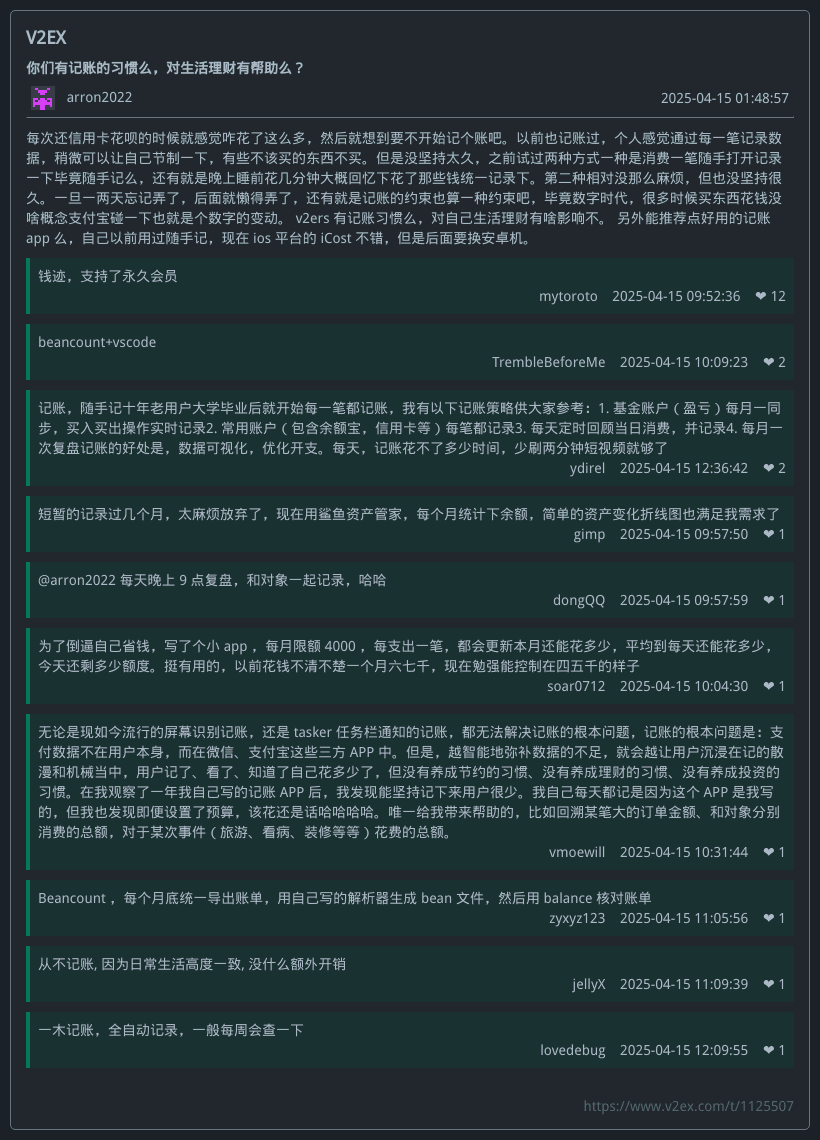 V2EX
你们有记账的习惯么，对生活理财有帮助么？
arron2022
2025-04-15 01:48:57
每次还信用卡花呗的时候就感觉咋花了这么多，然后就想到要不开始记个账吧。以前也记账过，个人感觉通过每一笔记录数
据，稍微可以让自己节制一下，有些不该买的东西不买。但是没坚持太久，之前试过两种方式一种是消费一笔随手打开记录
一下毕竟随手记么，还有就是晚上睡前花几分钟大概回忆下花了那些钱统一记录下。第二种相对没那么麻烦，但也没坚持很
久。一旦一两天忘记弄了，后面就懒得弄了，还有就是记账的约束也算一种约束吧，毕竟数字时代，很多时候买东西花钱没
啥概念支付宝碰一下也就是个数字的变动。 v2ers 有记账习惯么，对自己生活理财有啥影响不。 另外能推荐点好用的记账
app 么，自己以前用过随手记，现在 ios 平台的 iCost 不错，但是后面要换安卓机。
钱迹，支持了永久会员
mytoroto 2025-04-15 09:52:36 ❤ 12
beancount+vscode
TrembleBeforeMe 2025-04-15 10:09:23 ❤ 2
记账，随手记十年老用户大学毕业后就开始每一笔都记账，我有以下记账策略供大家参考：1. 基金账户（盈亏）每月一同
步，买入买出操作实时记录2. 常用账户（包含余额宝，信用卡等）每笔都记录3. 每天定时回顾当日消费，并记录4. 每月一
次复盘记账的好处是，数据可视化，优化开支。每天，记账花不了多少时间，少刷两分钟短视频就够了
ydirel 2025-04-15 12:36:42 ❤ 2
短暂的记录过几个月，太麻烦放弃了，现在用鲨鱼资产管家，每个月统计下余额，简单的资产变化折线图也满足我需求了
gimp 2025-04-15 09:57:50 ❤ 1
@arron2022 每天晚上 9 点复盘，和对象一起记录，哈哈
dongQQ 2025-04-15 09:57:59 ❤ 1
为了倒逼自己省钱，写了个小 app ，每月限额 4000 ，每支出一笔，都会更新本月还能花多少，平均到每天还能花多少，
今天还剩多少额度。挺有用的，以前花钱不清不楚一个月六七千，现在勉强能控制在四五千的样子
soar0712 2025-04-15 10:04:30 ❤ 1
无论是现如今流行的屏幕识别记账，还是 tasker 任务栏通知的记账，都无法解决记账的根本问题，记账的根本问题是：支
付数据不在用户本身，而在微信、支付宝这些三方 APP 中。但是，越智能地弥补数据的不足，就会越让用户沉浸在记的散
漫和机械当中，用户记了、看了、知道了自己花多少了，但没有养成节约的习惯、没有养成理财的习惯、没有养成投资的
习惯。在我观察了一年我自己写的记账 APP 后，我发现能坚持记下来用户很少。我自己每天都记是因为这个 APP 是我写
的，但我也发现即便设置了预算，该花还是话哈哈哈哈。唯一给我带来帮助的，比如回溯某笔大的订单金额、和对象分别
消费的总额，对于某次事件（旅游、看病、装修等等）花费的总额。
vmoewill 2025-04-15 10:31:44 ❤ 1
Beancount ，每个月底统一导出账单，用自己写的解析器生成 bean 文件，然后用 balance 核对账单
zyxyz123 2025-04-15 11:05:56 ❤ 1
从不记账, 因为日常生活高度一致, 没什么额外开销
jellyX 2025-04-15 11:09:39 ❤ 1
一木记账，全自动记录，一般每周会查一下
lovedebug 2025-04-15 12:09:55 ❤ 1
https://www.v2ex.com/t/1125507